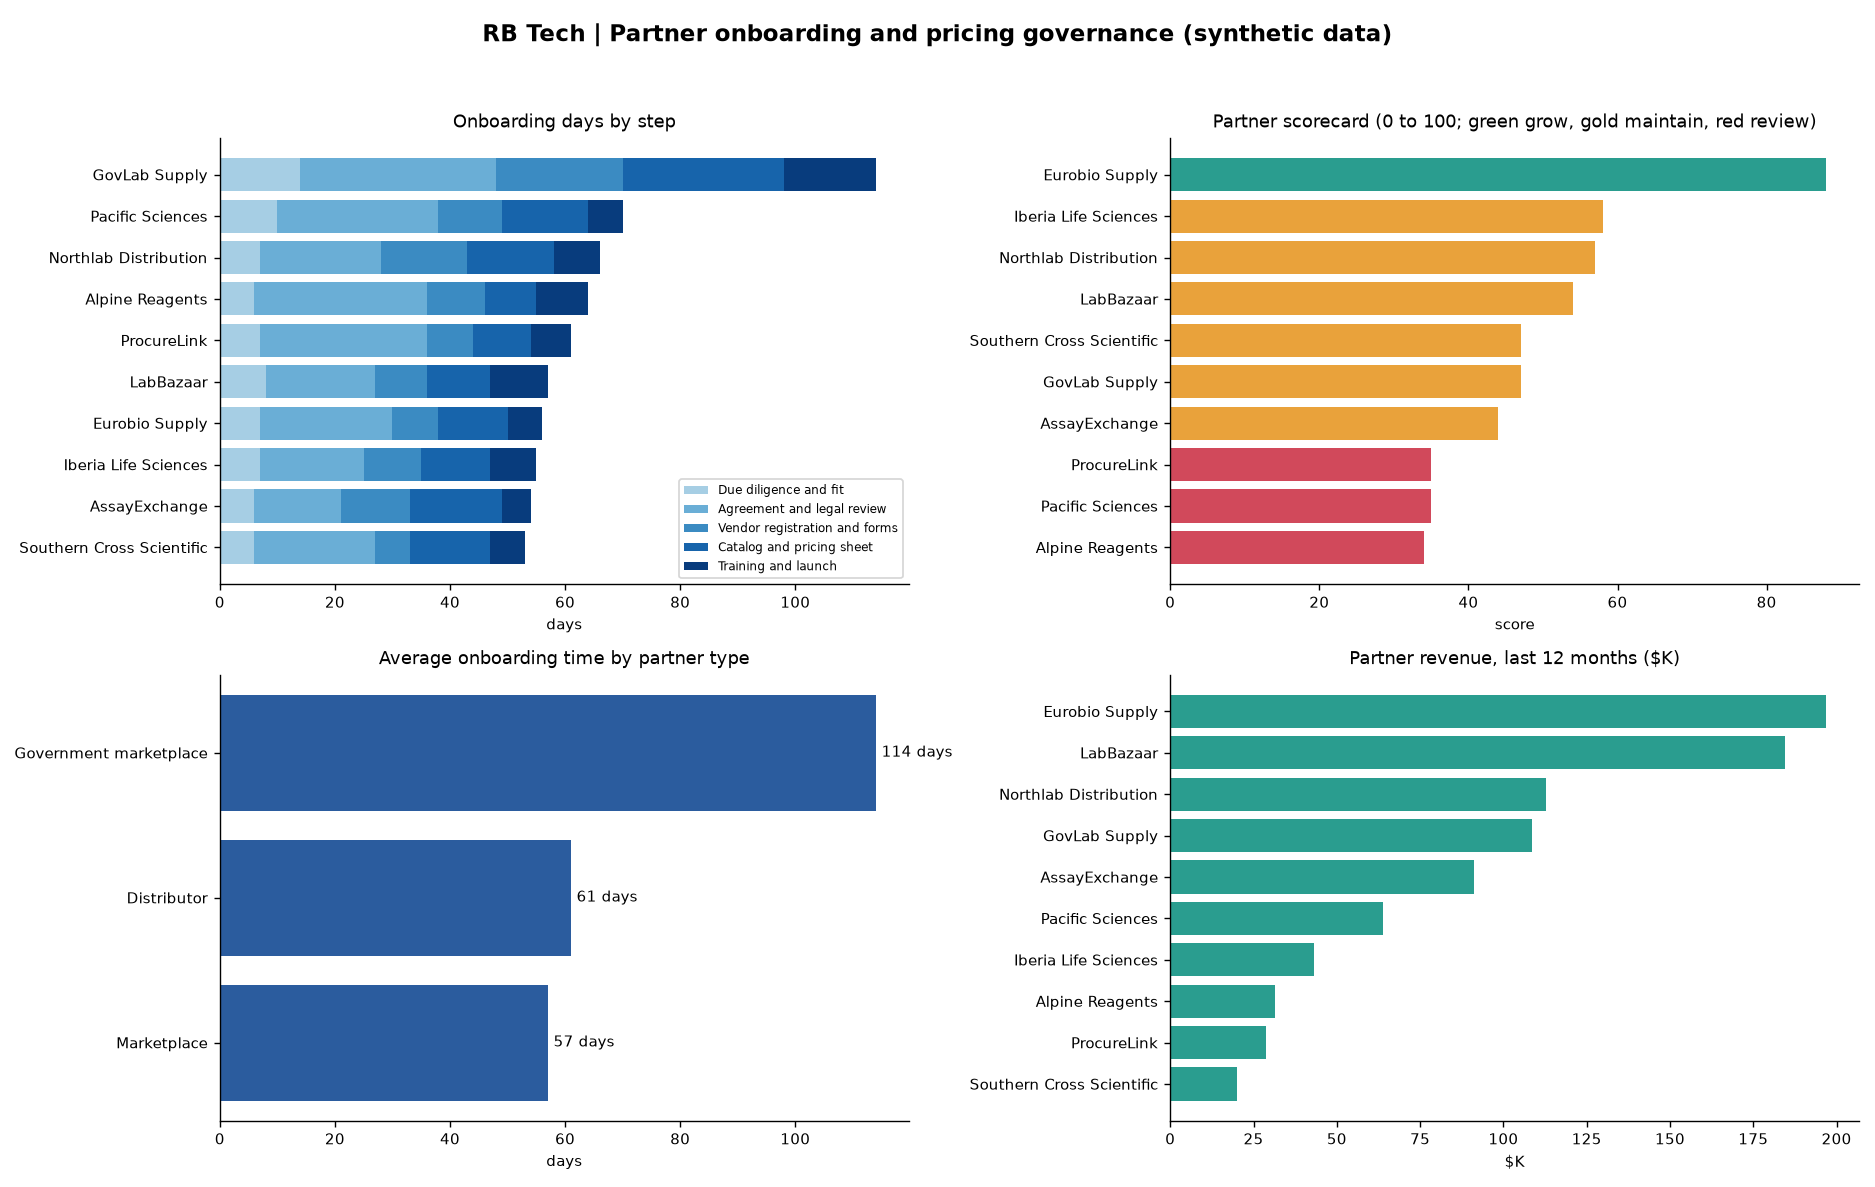 RB Tech | Partner onboarding and pricing governance (synthetic data)
Onboarding days by step
GovLab Supply
Pacific Sciences
Northlab Distribution
Alpine Reagents
ProcureLink
LabBazaar
Eurobio Supply
Iberia Life Sciences
AssayExchange
Southern Cross Scientific
Due diligence and fit
Agreement and legal review
Vendor registration and forms
Catalog and pricing sheet
Training and launch
0 20 40 60 80 100
days
Partner scorecard (0 to 100; green grow, gold maintain, red review)
Eurobio Supply
Iberia Life Sciences
Northlab Distribution
LabBazaar
Southern Cross Scientific
GovLab Supply
AssayExchange
ProcureLink
Pacific Sciences
Alpine Reagents
0 20 40 60 80
score
Average onboarding time by partner type
Government marketplace
114 days
Distributor
61 days
Marketplace
57 days
0 20 40 60 80 100
days
Partner revenue, last 12 months ($K)
Eurobio Supply
LabBazaar
Northlab Distribution
GovLab Supply
AssayExchange
Pacific Sciences
Iberia Life Sciences
Alpine Reagents
ProcureLink
Southern Cross Scientific
0 25 50 75 100 125 150 175 200
$K